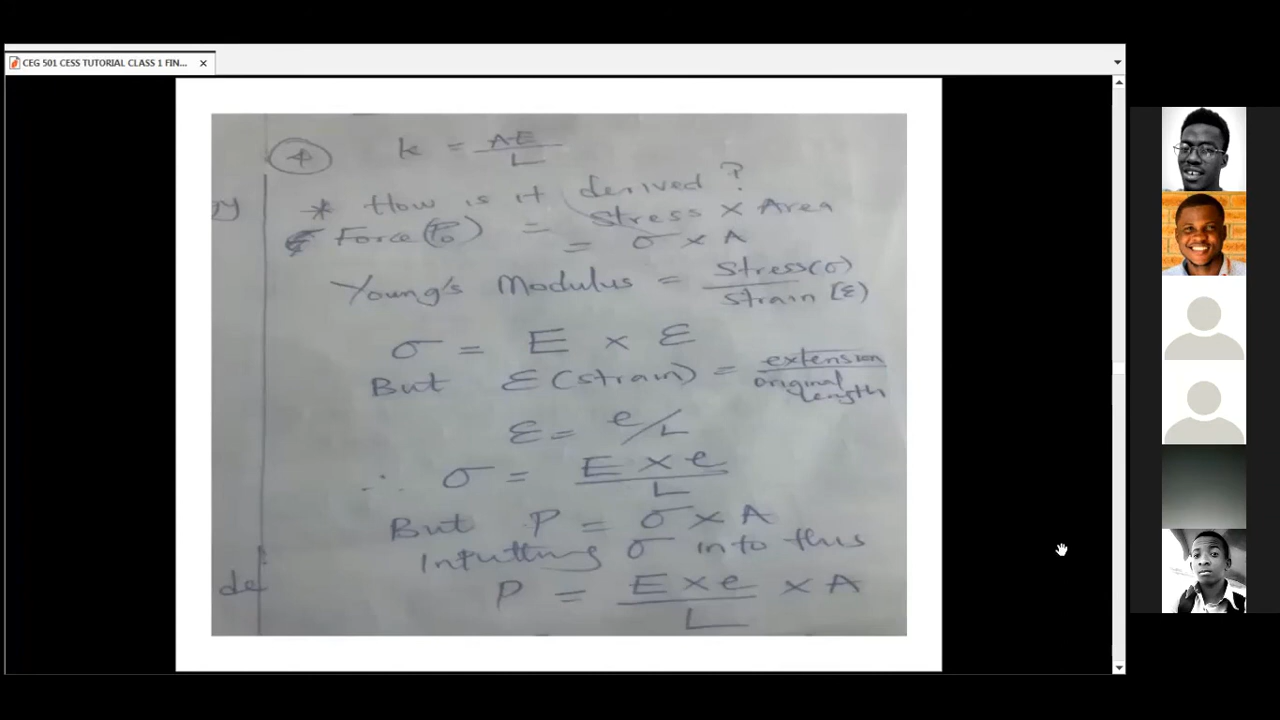 CEG 501 CESS TUTORIAL CLASS 1 FIN...
4
k = AE/L
* How is it derived?
Force(P) = Stress x Area
= σ x A
Young's Modulus = Stress(σ)/Strain [ε)
σ = E x ε
But ε (strain) = extension/original length
ε = e/L
∴ σ = E x e/L
But P = σ x A
Inputting σ into this
P = E x e/L x A
de